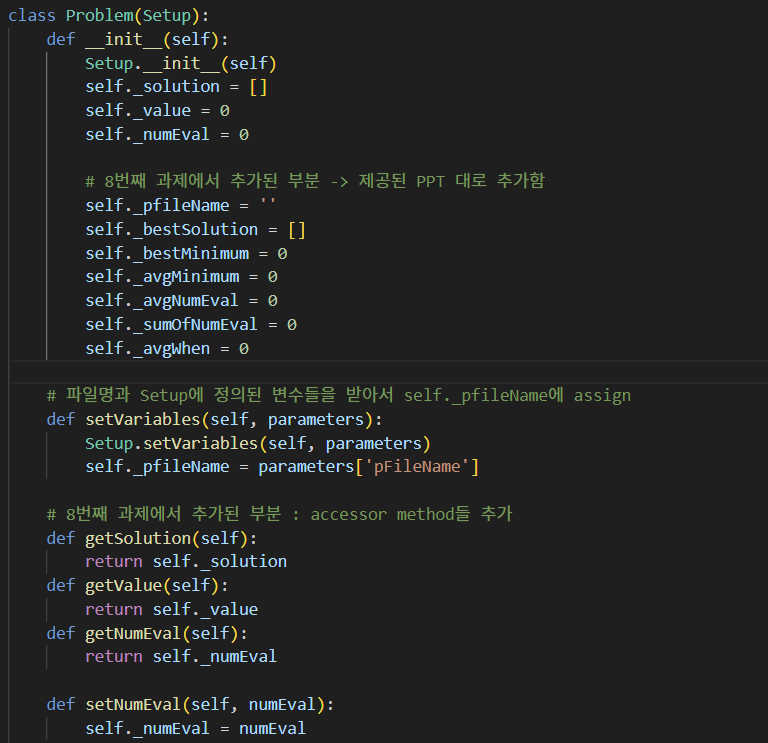 class Problem(Setup):
    def __init__(self):
        Setup.__init__(self)
        self._solution = []
        self._value = 0
        self._numEval = 0

        # 8번째 과제에서 추가된 부분 -> 제공된 PPT 대로 추가함
        self._pfileName = ''
        self._bestSolution = []
        self._bestMinimum = 0
        self._avgMinimum = 0
        self._avgNumEval = 0
        self._sumOfNumEval = 0
        self._avgWhen = 0

    # 파일명과 Setup에 정의된 변수들을 받아서 self._pfileName에 assign
    def setVariables(self, parameters):
        Setup.setVariables(self, parameters)
        self._pfileName = parameters['pFileName']

    # 8번째 과제에서 추가된 부분 : accessor method들 추가
    def getSolution(self):
        return self._solution
    def getValue(self):
        return self._value
    def getNumEval(self):
        return self._numEval

    def setNumEval(self, numEval):
        self._numEval = numEval